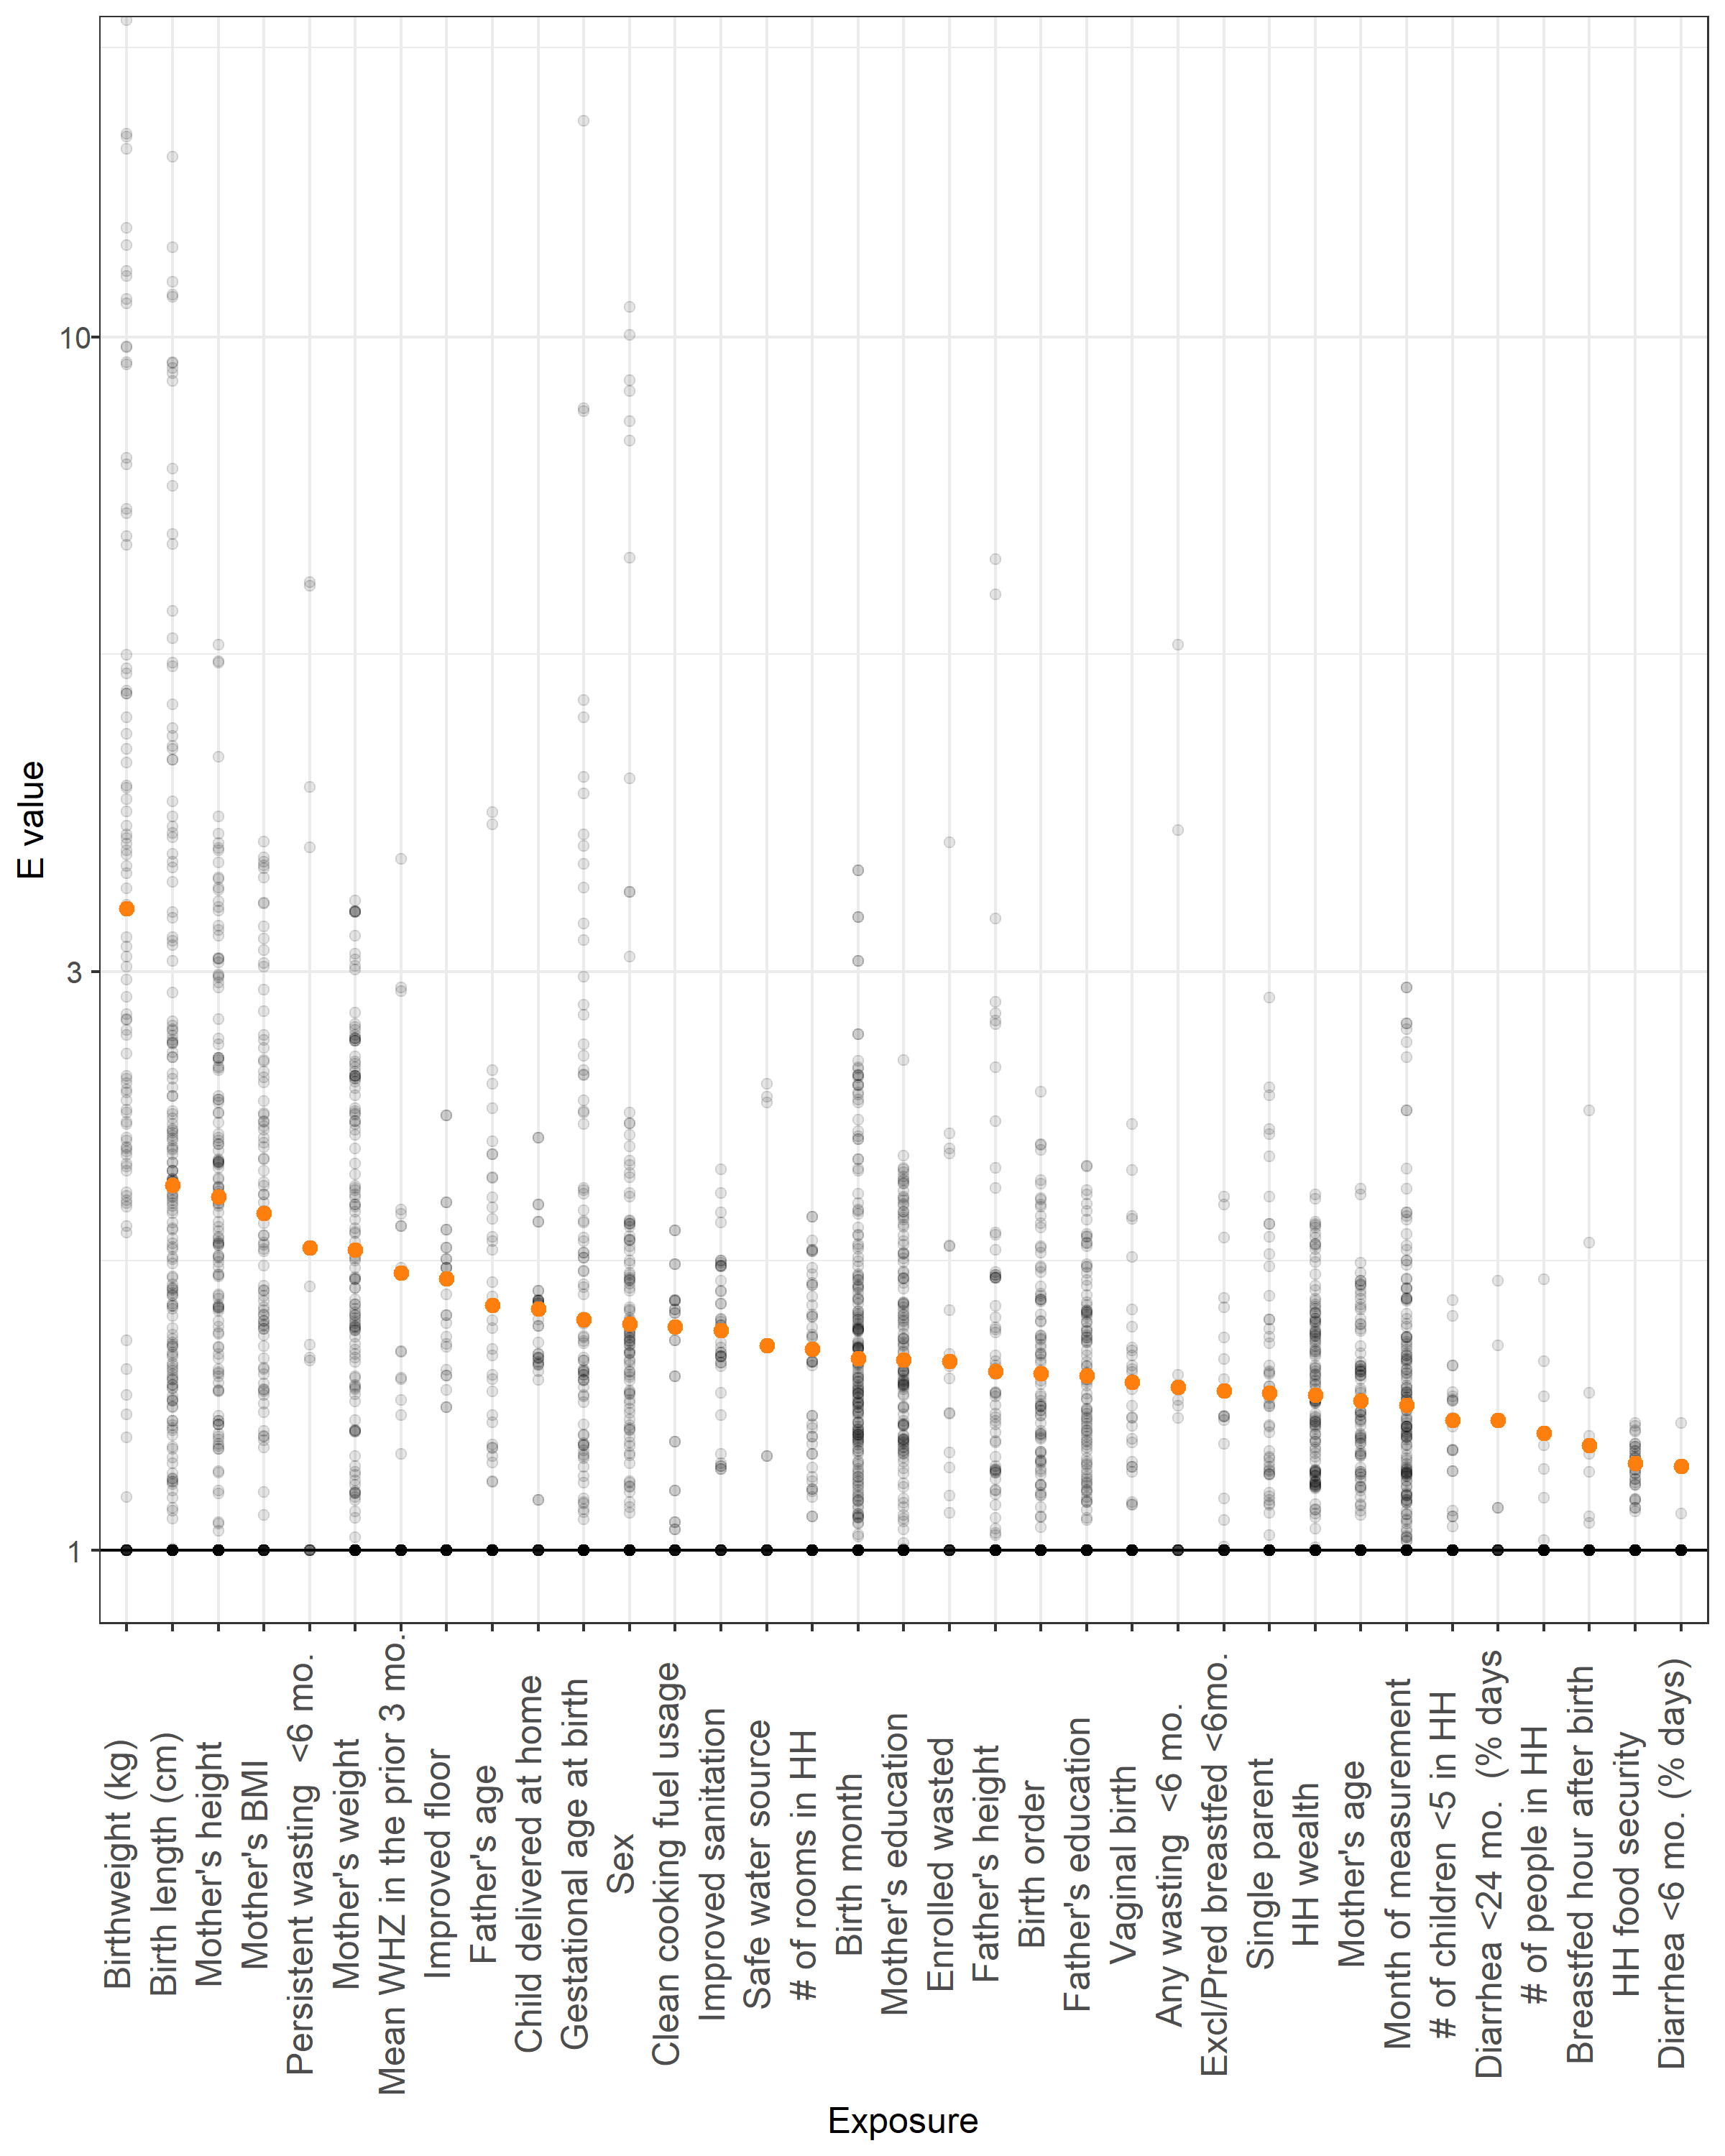 10
3
1
E value
Birthweight (kg)
Birth length (cm)
Mother's height
Mother's BMI
Persistent wasting  <6 mo.
Mother's weight
Mean WHZ in the prior 3 mo.
Improved floor
Father's age
Child delivered at home
Gestational age at birth
Sex
Clean cooking fuel usage
Improved sanitation
Safe water source
# of rooms in HH
Birth month
Mother's education
Enrolled wasted
Father's height
Birth order
Father's education
Vaginal birth
Any wasting  <6 mo.
Excl/Pred breastfed <6mo.
Single parent
HH wealth
Mother's age
Month of measurement
# of children <5 in HH
Diarrhea <24 mo.  (% days
# of people in HH
Breastfed hour after birth
HH food security
Diarrhea <6 mo. (% days)
Exposure